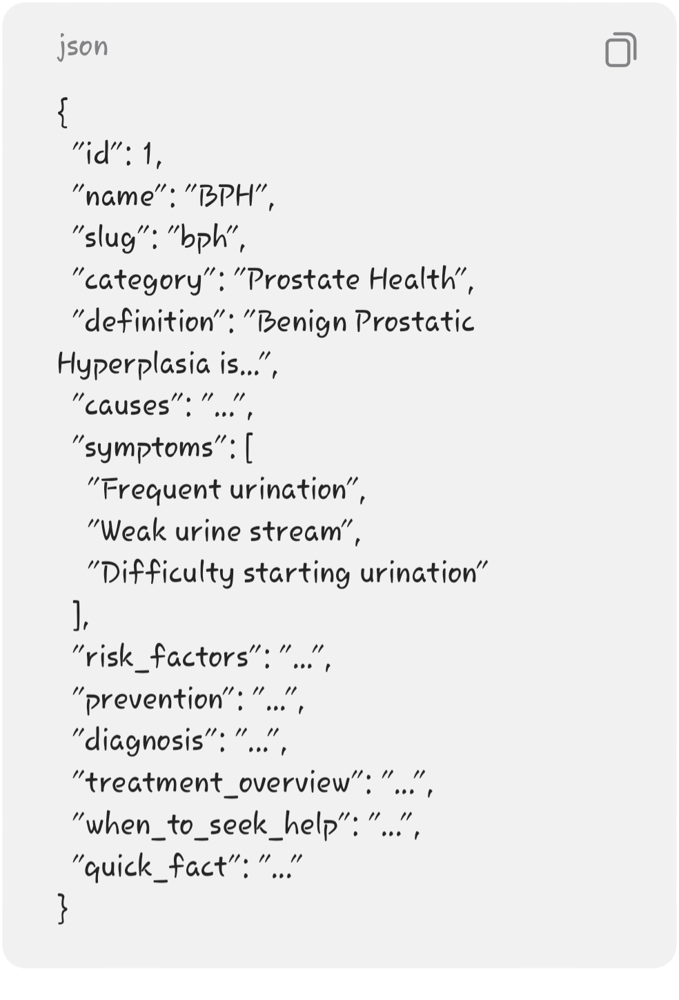 json
{
"id": 1,
"name": "BPH",
"slug": "bph",
"category": "Prostate Health",
"definition": "Benign Prostatic
Hyperplasia is...",
"causes": "...",
"symptoms": [
"Frequent urination",
"Weak urine stream",
"Difficulty starting urination"
],
"risk_factors": "...",
"prevention": "...",
"diagnosis": "...",
"treatment_overview": "...",
"when_to_seek_help": "...",
"quick_fact": "..."
}